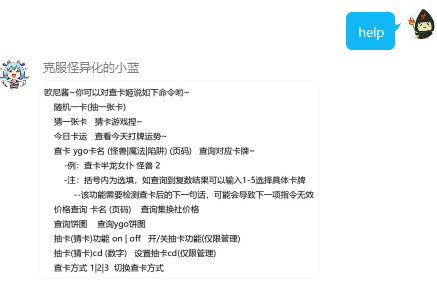 help
克服怪异化的小蓝
欧尼酱~你可以对查卡姬说如下命令哟~
随机一卡(抽一张卡)
猜一张卡 猜卡游戏捏~
今日卡运 查看今天打牌运势~
查卡 ygo卡名 (怪兽|魔法|陷阱) (页码) 查询对应卡牌~
-例：查卡半龙女仆 怪兽 2
-注：括号内为选填，如查询到复数结果可以输入1-5选择具体卡牌
--该功能需要检测查卡后的下一句话，可能会导致下一项指令无效
价格查询 卡名 (页码) 查询集换社价格
查询饼图 查询ygo饼图
抽卡(猜卡)功能 on | off 开/关抽卡功能(仅限管理)
抽卡(猜卡)cd (数字) 设置抽卡cd(仅限管理)
查卡方式 1|2|3 切换查卡方式